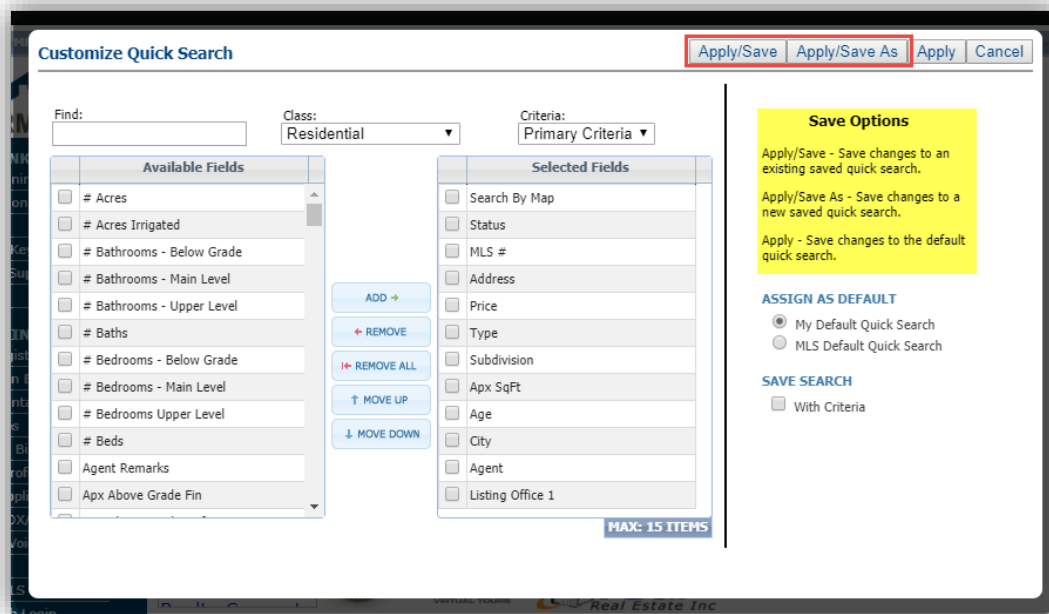 Customize Quick Search
Apply/Save
Apply/Save As
Apply
Cancel
Find:
Class:
Residential
Criteria:
Primary Criteria
Available Fields
# Acres
# Acres Irrigated
# Bathrooms - Below Grade
# Bathrooms - Main Level
# Bathrooms - Upper Level
# Baths
# Bedrooms - Below Grade
# Bedrooms - Main Level
# Bedrooms Upper Level
# Beds
Agent Remarks
Apx Above Grade Fin
ADD
REMOVE
REMOVE ALL
MOVE UP
MOVE DOWN
Selected Fields
Search By Map
Status
MLS #
Address
Price
Type
Subdivision
Apx SqFt
Age
City
Agent
Listing Office 1
MAX: 15 ITEMS
Save Options
Apply/Save - Save changes to an
existing saved quick search.
Apply/Save As - Save changes to a
new saved quick search.
Apply - Save changes to the default
quick search.
ASSIGN AS DEFAULT
My Default Quick Search
MLS Default Quick Search
SAVE SEARCH
With Criteria
VIRTUAL TOURS
Real Estate Inc